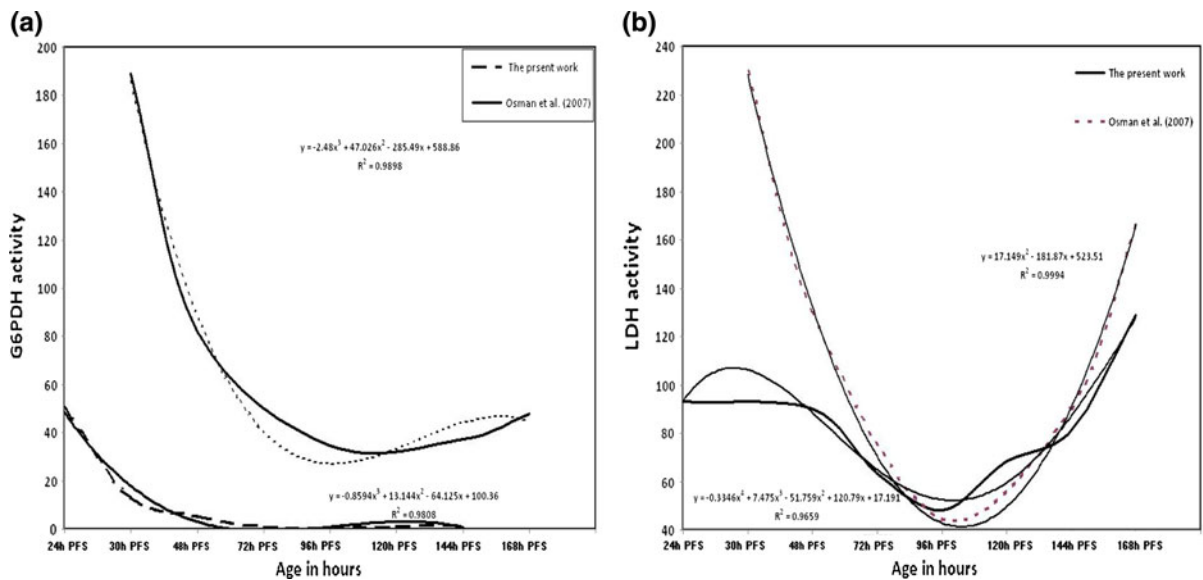 (a)
200
180
160
140
120
100
80
60
40
20
0
G6PDH activity
The prsent work
Osman et al. (2007)
y = -2.48x³ + 47.026x² - 285.49x + 588.86
R² = 0.9898
y = -0.8594x³ + 13.144x² - 64.125x + 100.36
R² = 0.9808
24h PFS 30h PFS 48h PFS 72h PFS 96h PFS 120h PFS 144h PFS 168h PFS
Age in hours
(b)
240
220
200
180
160
140
120
100
80
60
40
LDH activity
The present work
Osman et al. (2007)
y = 17.149x² - 181.87x + 523.51
R² = 0.9994
y = -0.3346x⁴ + 7.475x³ - 51.759x² + 120.79x + 17.191
R² = 0.9659
24h PFS 30h PFS 48h PFS 72h PFS 96h PFS 120h PFS 144h PFS 168h PFS
Age in hours